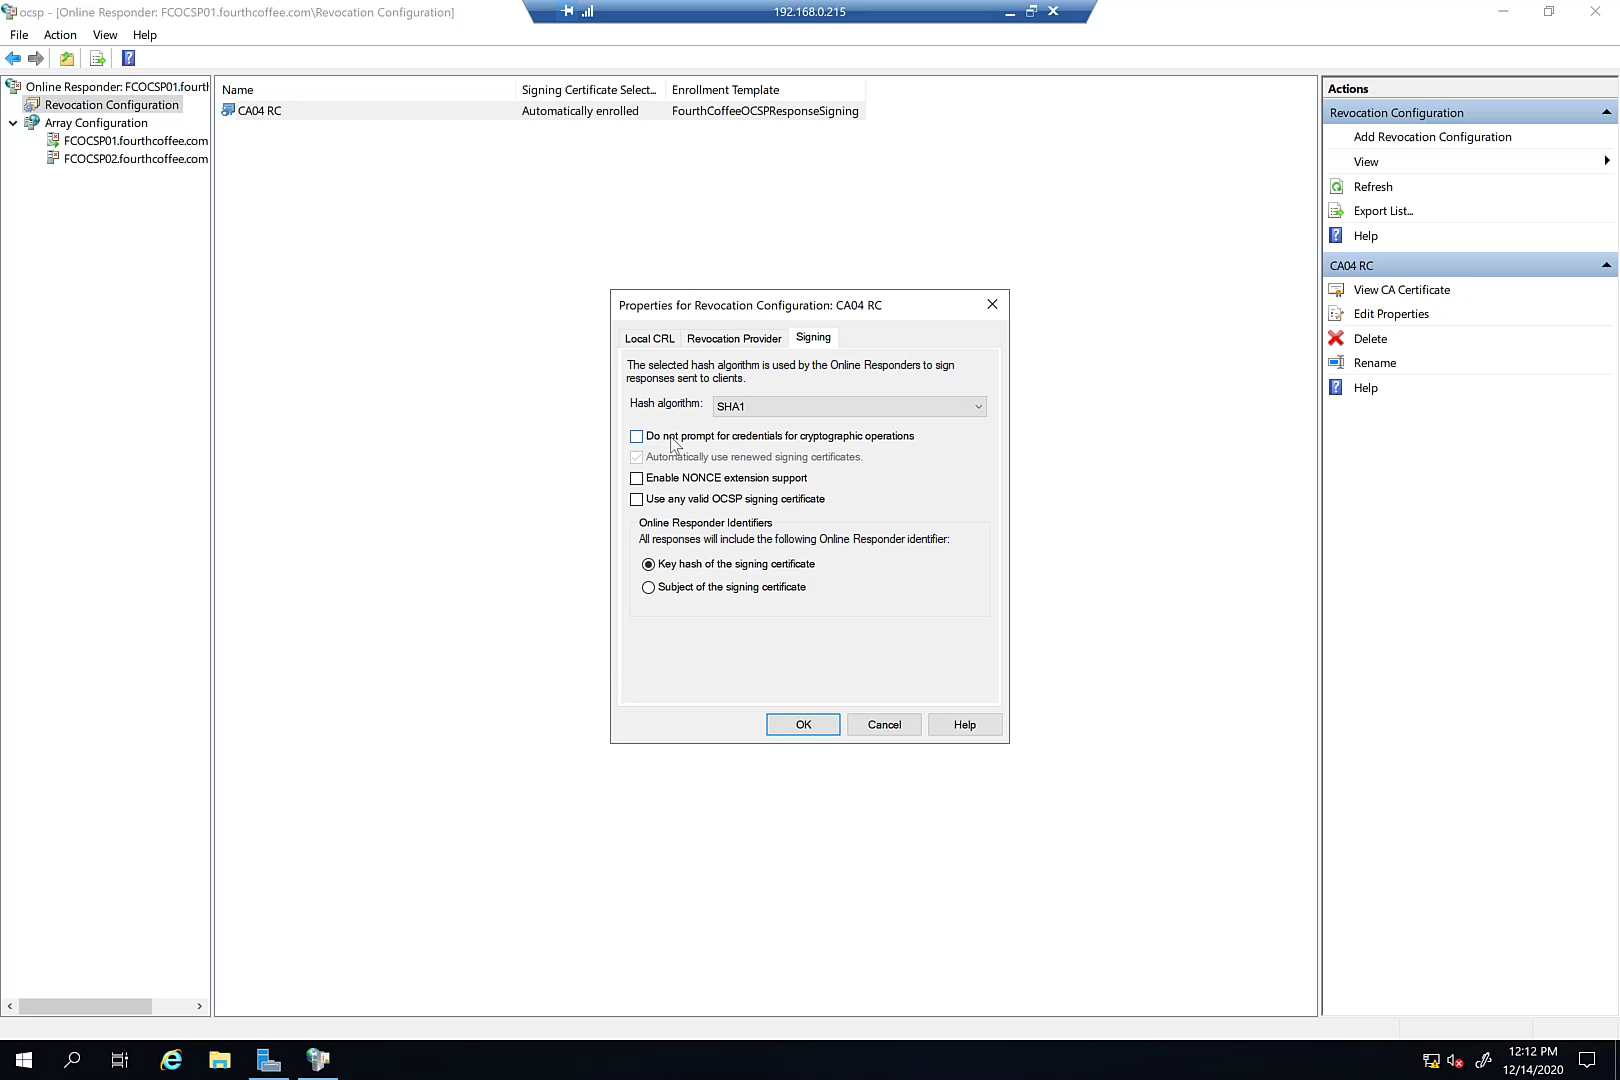 ocsp - [Online Responder: FCOCSP01.fourthcoffee.com\Revocation Configuration]
192.168.0.215
File Action View Help
Online Responder: FCOCSP01.fourtl
Revocation Configuration
Array Configuration
FCOCSP01.fourthcoffee.com
FCOCSP02.fourthcoffee.com
Name Signing Certificate Select... Enrollment Template
CA04 RC Automatically enrolled FourthCoffeeOCSPResponseSigning
Properties for Revocation Configuration: CA04 RC
Local CRL Revocation Provider Signing
The selected hash algorithm is used by the Online Responders to sign
responses sent to clients.
Hash algorithm: SHA1
Do not prompt for credentials for cryptographic operations
Automatically use renewed signing certificates.
Enable NONCE extension support
Use any valid OCSP signing certificate
Online Responder Identifiers
All responses will include the following Online Responder identifier:
Key hash of the signing certificate
Subject of the signing certificate
OK Cancel Help
Actions
Revocation Configuration
Add Revocation Configuration
View
Refresh
Export List...
Help
CA04 RC
View CA Certificate
Edit Properties
Delete
Rename
Help
12:12 PM
12/14/2020